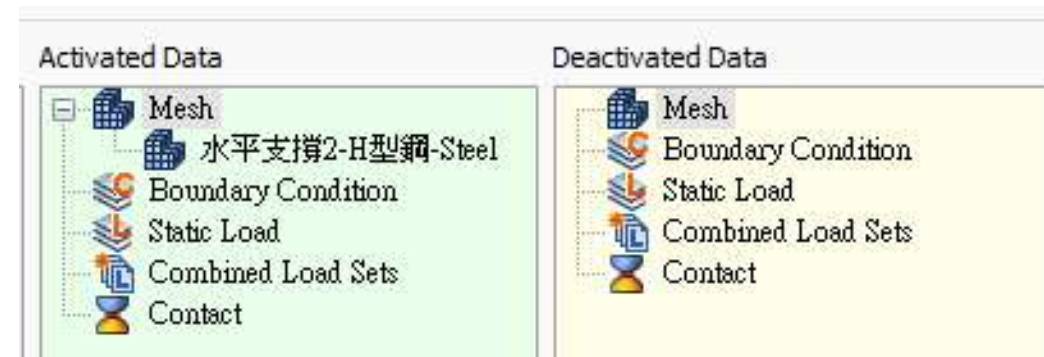 Activated Data
Mesh
水平支撐2-H型鋼-Steel
Boundary Condition
Static Load
Combined Load Sets
Contact
Deactivated Data
Mesh
Boundary Condition
Static Load
Combined Load Sets
Contact